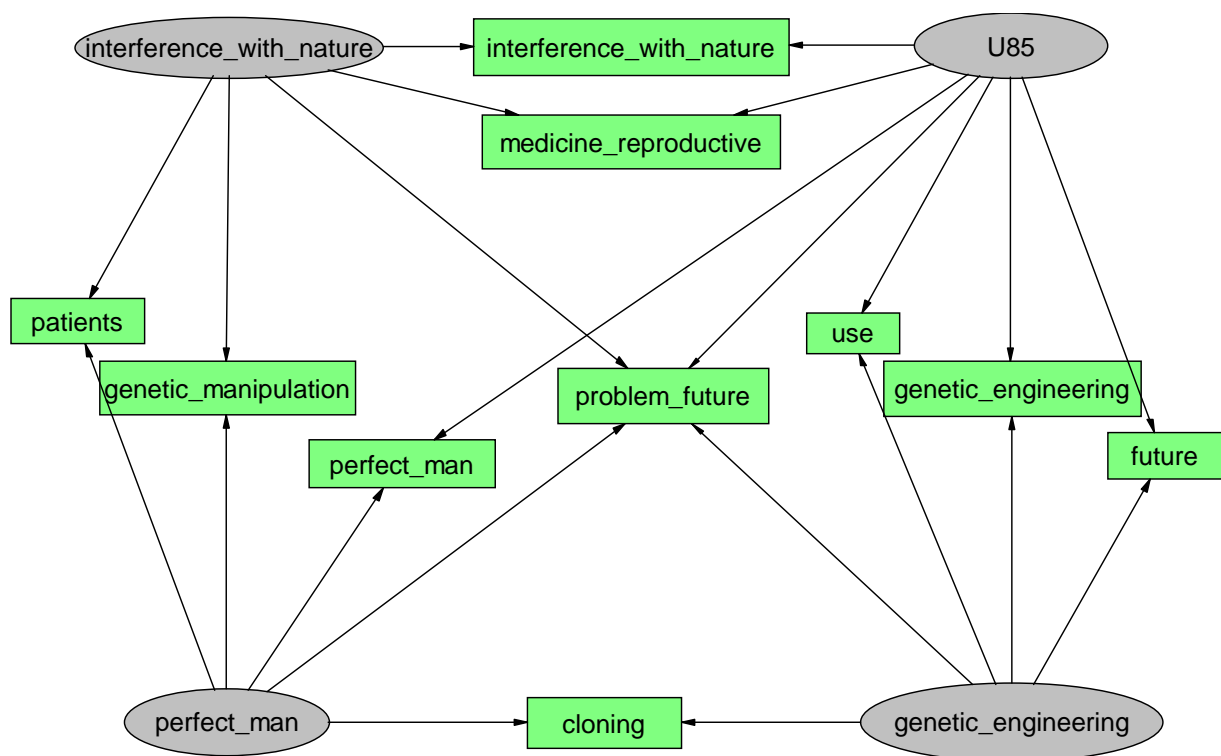 interference_with_nature
interference_with_nature
U85
medicine_reproductive
patients
use
genetic_manipulation
problem_future
genetic_engineering
perfect_man
future
perfect_man
cloning
genetic_engineering